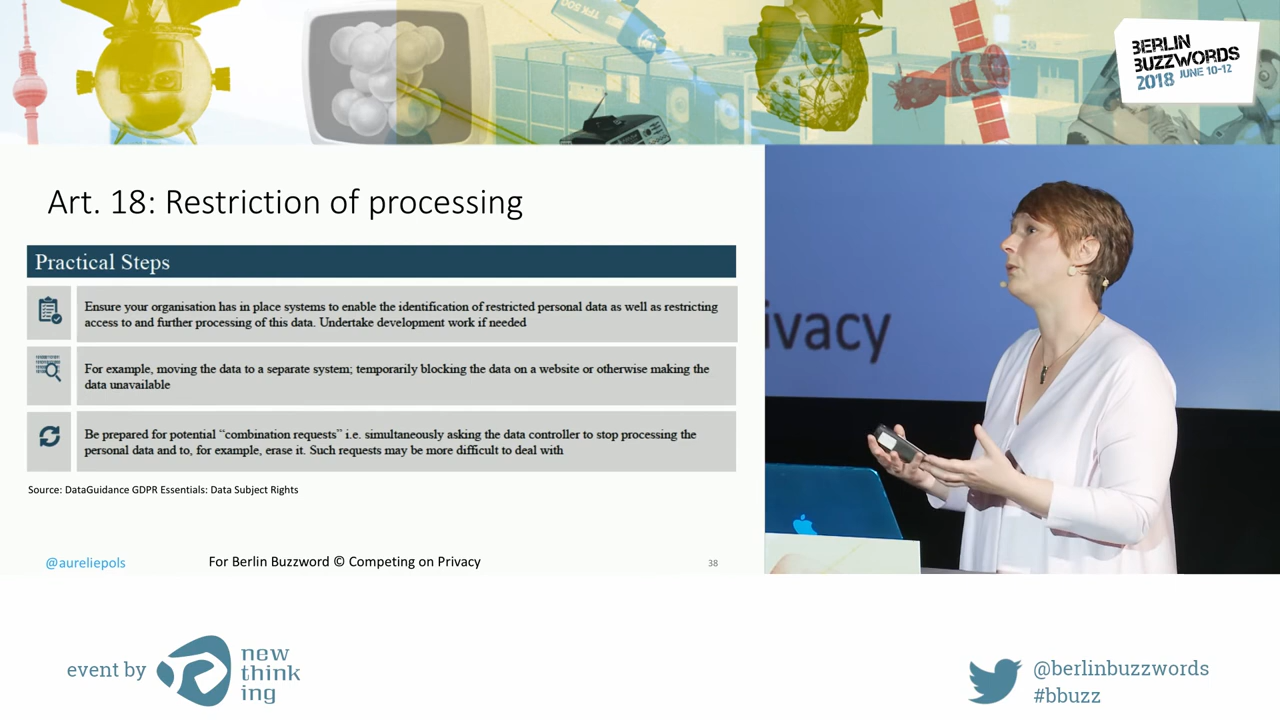 BERLIN
BUZZWORDS
2018 JUNE 10-12
Art. 18: Restriction of processing
Practical Steps
Ensure your organisation has in place systems to enable the identification of restricted personal data as well as restricting
access to and further processing of this data. Undertake development work if needed
For example, moving the data to a separate system; temporarily blocking the data on a website or otherwise making the
data unavailable
Be prepared for potential “combination requests” i.e. simultaneously asking the data controller to stop processing the
personal data and to, for example, erase it. Such requests may be more difficult to deal with
Source: DataGuidance GDPR Essentials: Data Subject Rights
@aureliepols
For Berlin Buzzword © Competing on Privacy
38
ivacy
event by
new
think
ing
@berlinbuzzwords
#bbuzz